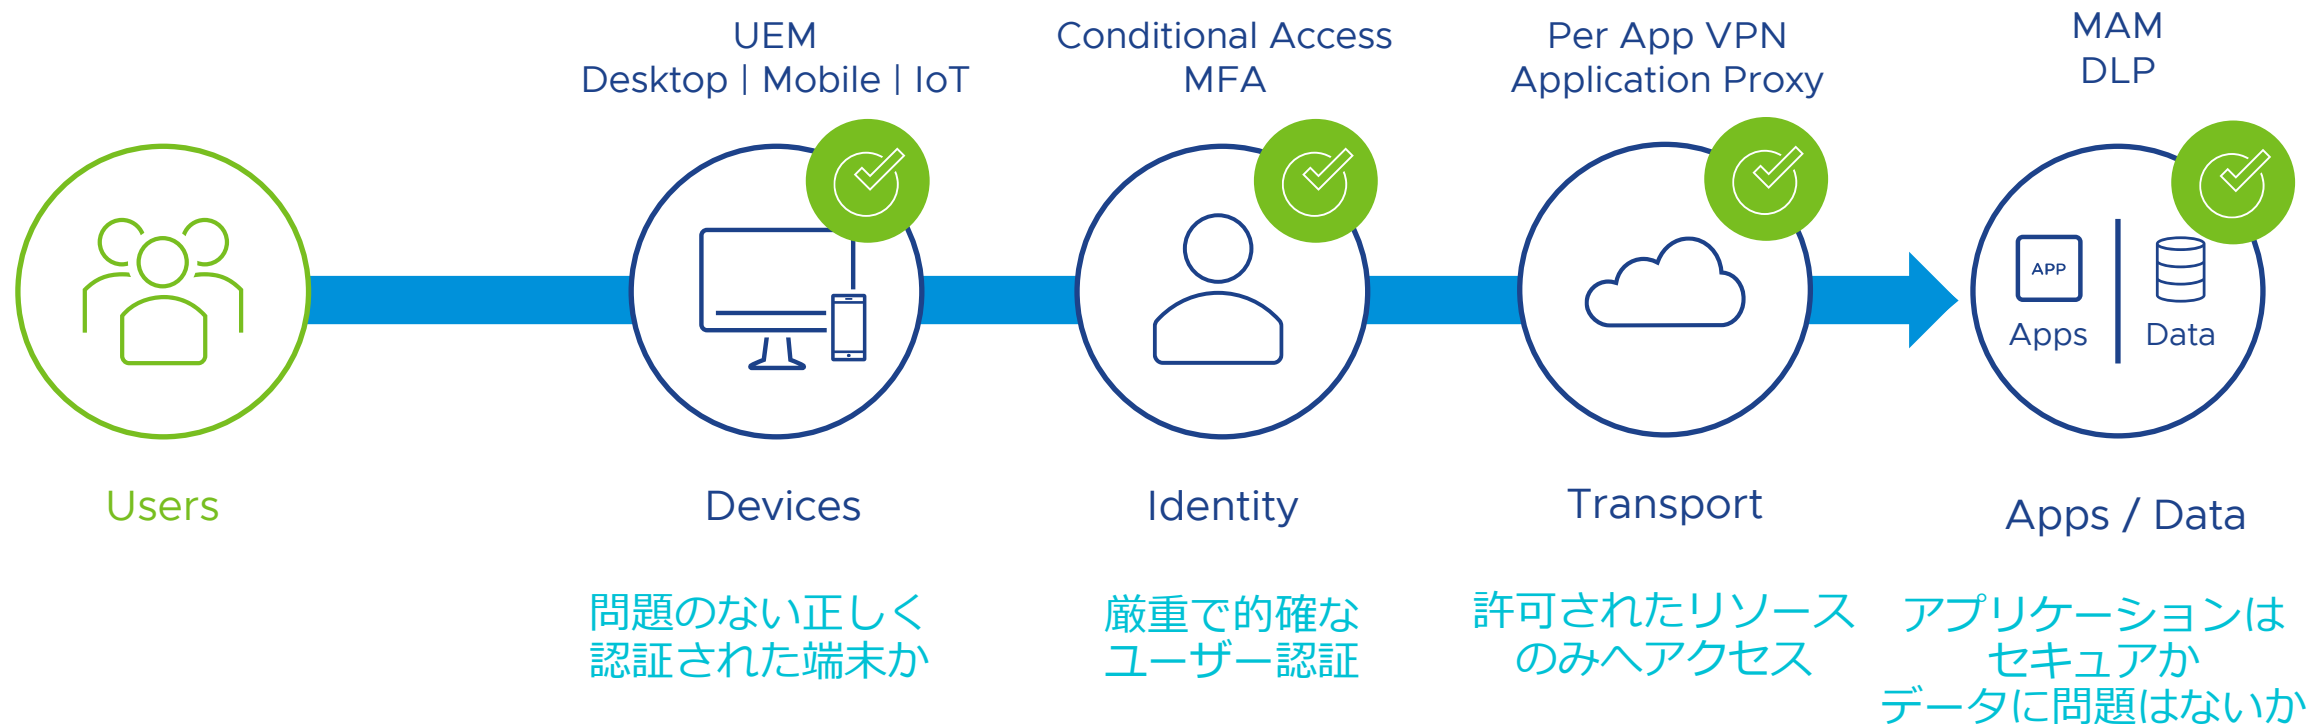 UEM
Desktop | Mobile | IoT
Conditional Access
MFA
Per App VPN
Application Proxy
MAM
DLP
APP
Apps
Data
Users
Devices
Identity
Transport
Apps / Data
問題のない正しく
認証された端末か
厳重で的確な
ユーザー認証
許可されたリソース
のみへアクセス
アプリケーションは
セキュアか
データに問題はないか